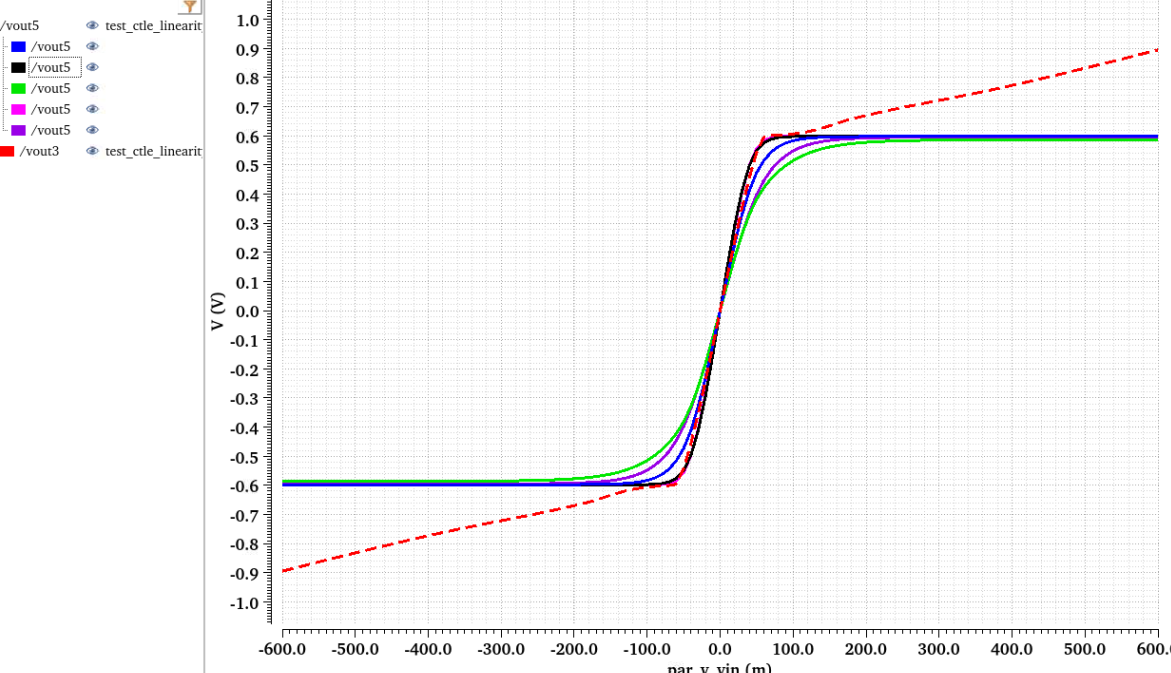 /vout5 test_ctle_linearit
/vout5
/vout5
/vout5
/vout5
/vout5
/vout3 test_ctle_linearit
V (V)
1.0
0.9
0.8
0.7
0.6
0.5
0.4
0.3
0.2
0.1
0.0
-0.1
-0.2
-0.3
-0.4
-0.5
-0.6
-0.7
-0.8
-0.9
-1.0
-600.0 -500.0 -400.0 -300.0 -200.0 -100.0 0.0 100.0 200.0 300.0 400.0 500.0 600.
par_v_vin (m)